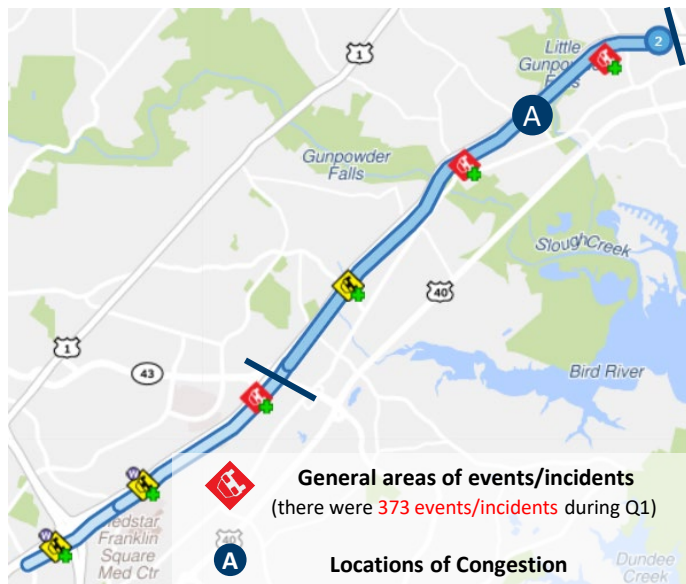 1
Little
Gunpowder
Falls
2
A
Gunpowder
Falls
Slough Creek
40
1
43
Bird River
W
W
Medstar
Franklin
Square
Med Ctr
General areas of events/incidents
(there were 373 events/incidents during Q1)
40
A
Locations of Congestion
Dundee
Creek